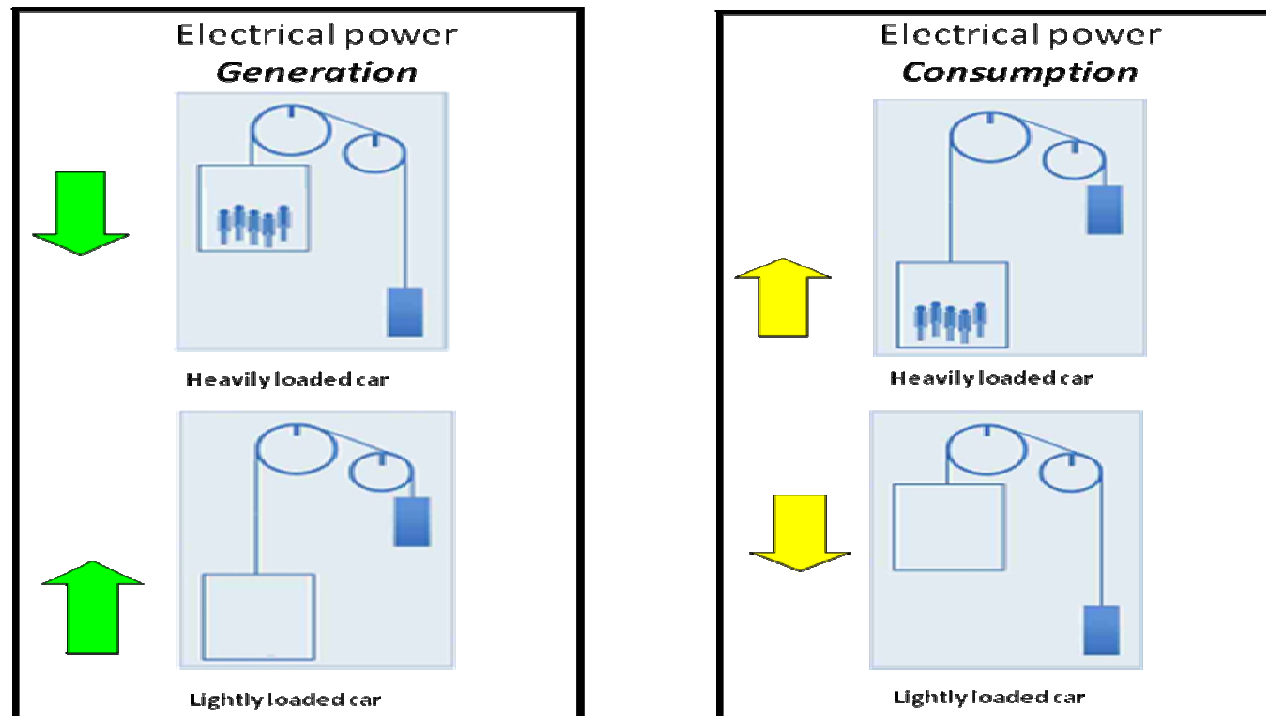 Electrical power
Generation
Heavily loaded car
Lightly loaded car
Electrical power
Consumption
Heavily loaded car
Lightly loaded car